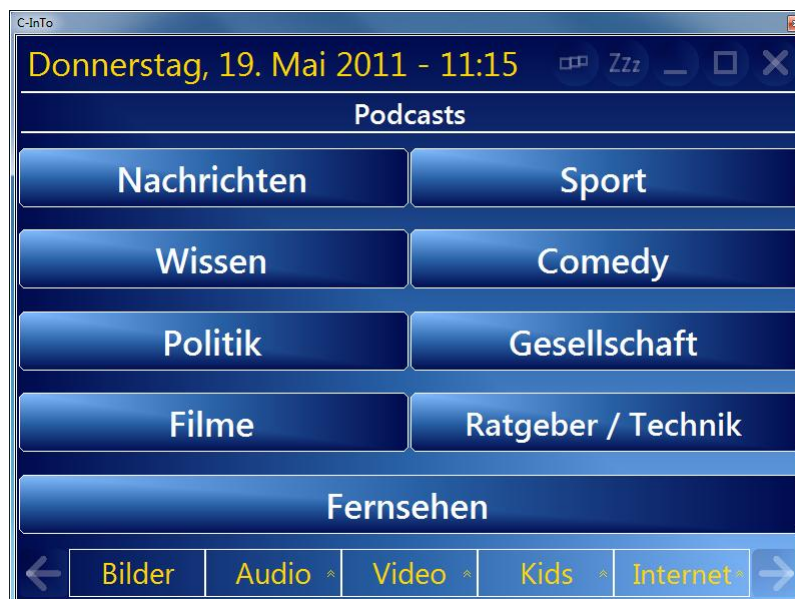 C-InTo
Donnerstag, 19. Mai 2011 - 11:15 Zzz
Podcasts
Nachrichten Sport
Wissen Comedy
Politik Gesellschaft
Filme Ratgeber / Technik
Fernsehen
Bilder Audio Video Kids Internet